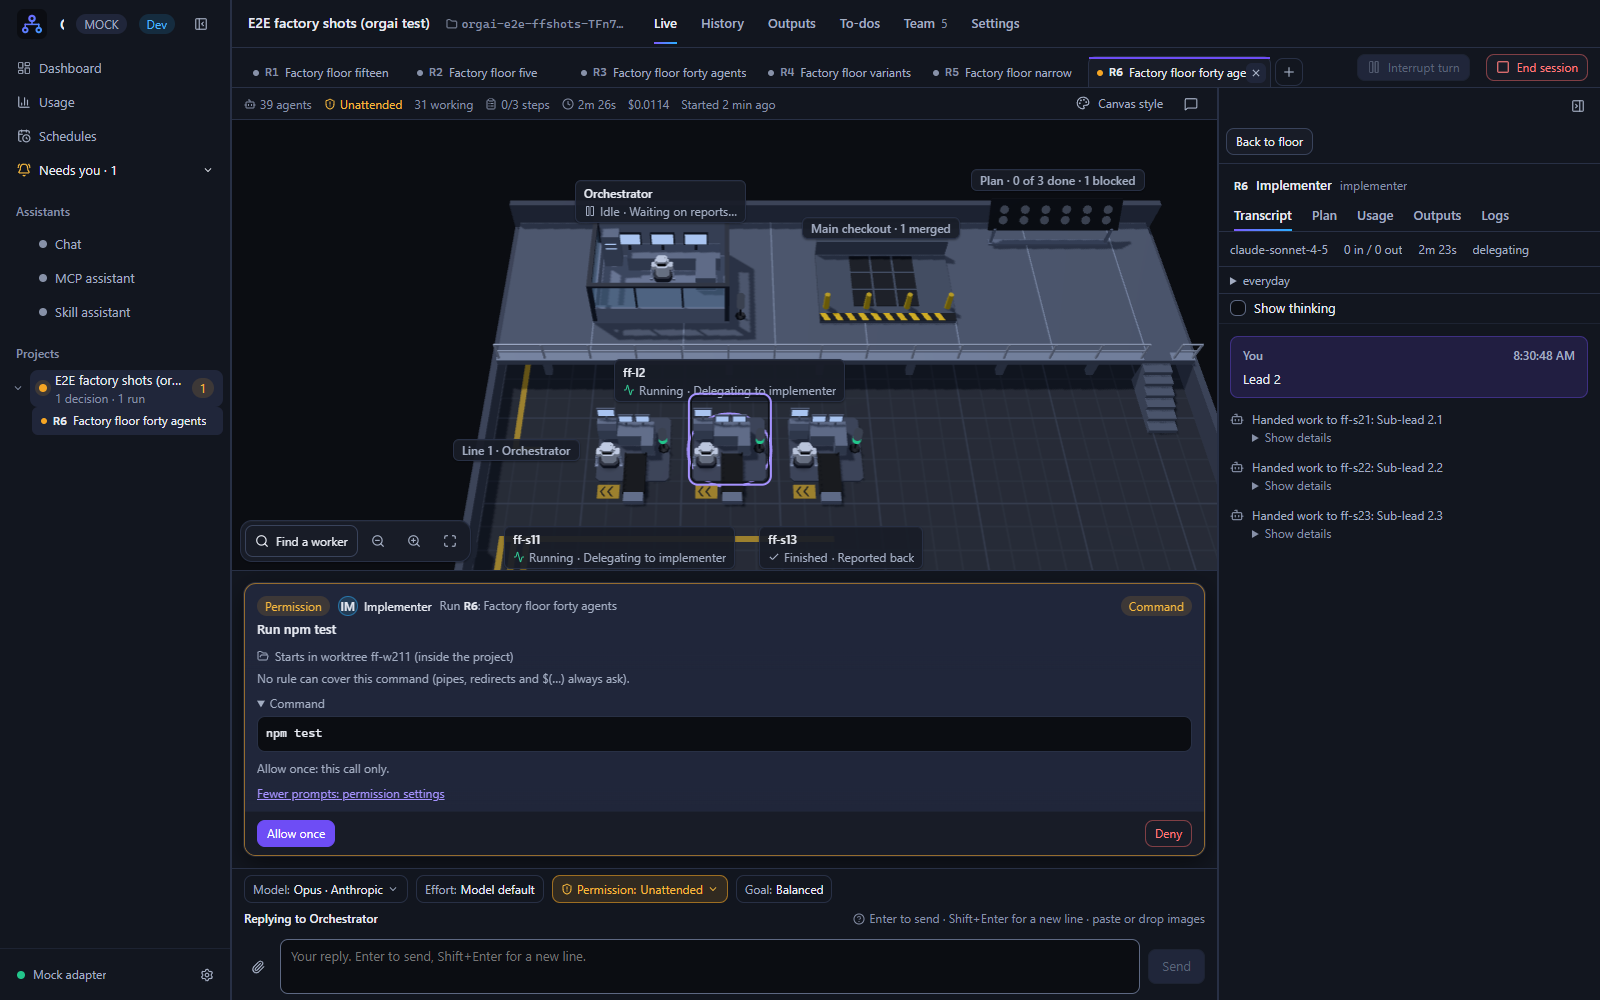 MOCK
Dev
Dashboard
Usage
Schedules
Needs you · 1
Assistants
Chat
MCP assistant
Skill assistant
Projects
E2E factory shots (or...
1 decision · 1 run
1
R6 Factory floor forty agents
Mock adapter
E2E factory shots (orgai test)
orgai-e2e-ffshots-TFn7…
Live
History
Outputs
To-dos
Team 5
Settings
R1 Factory floor fifteen
R2 Factory floor five
R3 Factory floor forty agents
R4 Factory floor variants
R5 Factory floor narrow
R6 Factory floor forty age
Interrupt turn
End session
39 agents
Unattended
31 working
0/3 steps
2m 26s
$0.0114
Started 2 min ago
Canvas style
Orchestrator
Idle · Waiting on reports...
Main checkout · 1 merged
Plan · 0 of 3 done · 1 blocked
ff-l2
Running · Delegating to implementer
Line 1 · Orchestrator
Find a worker
ff-s11
Running · Delegating to implementer
ff-s13
Finished · Reported back
Permission
IM
Implementer
Run R6: Factory floor forty agents
Command
Run npm test
Starts in worktree ff-w211 (inside the project)
No rule can cover this command (pipes, redirects and $(...) always ask).
Command
npm test
Allow once: this call only.
Fewer prompts: permission settings
Allow once
Deny
Model: Opus · Anthropic
Effort: Model default
Permission: Unattended
Goal: Balanced
Replying to Orchestrator
Enter to send · Shift+Enter for a new line · paste or drop images
Your reply. Enter to send, Shift+Enter for a new line.
Send
Back to floor
R6 Implementer implementer
Transcript
Plan
Usage
Outputs
Logs
claude-sonnet-4-5
0 in / 0 out
2m 23s
delegating
everyday
Show thinking
You
8:30:48 AM
Lead 2
Handed work to ff-s21: Sub-lead 2.1
Show details
Handed work to ff-s22: Sub-lead 2.2
Show details
Handed work to ff-s23: Sub-lead 2.3
Show details